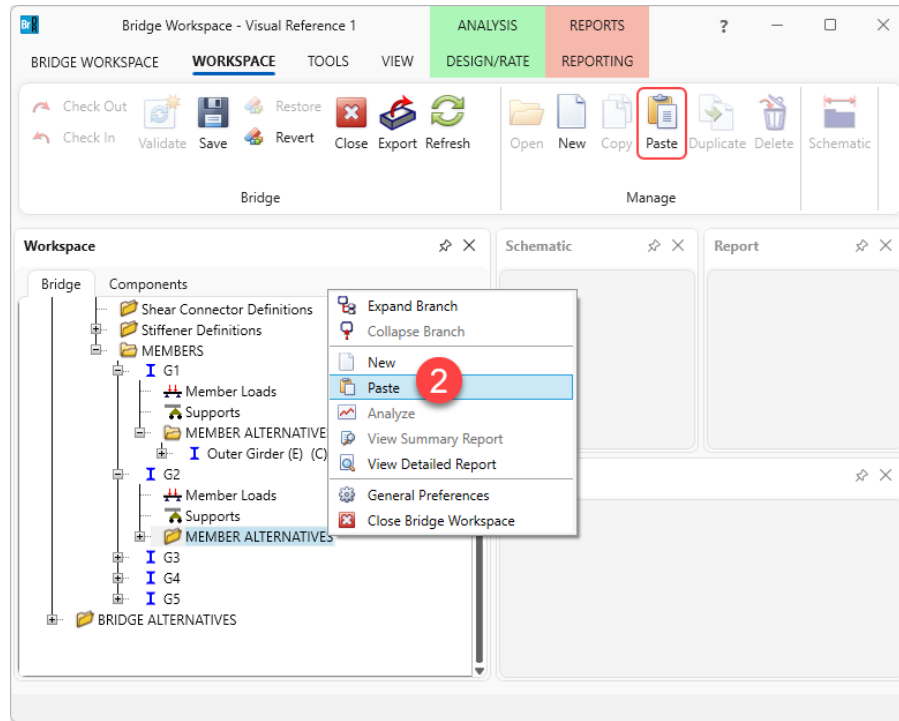 Br R
Bridge Workspace - Visual Reference 1
ANALYSIS
REPORTS
?
BRIDGE WORKSPACE
WORKSPACE
TOOLS
VIEW
DESIGN/RATE
REPORTING
Check Out
Check In
Validate
Save
Restore
Revert
Close
Export
Refresh
Open
New
Copy
Paste
Duplicate
Delete
Schematic
Bridge
Manage
Workspace
Schematic
Report
Bridge
Components
Shear Connector Definitions
Stiffener Definitions
MEMBERS
G1
Member Loads
Supports
MEMBER ALTERNATIVE
Outer Girder (E) (C)
G2
Member Loads
Supports
MEMBER ALTERNATIVES
G3
G4
G5
BRIDGE ALTERNATIVES
Expand Branch
Collapse Branch
New
Paste
2
Analyze
View Summary Report
View Detailed Report
General Preferences
Close Bridge Workspace